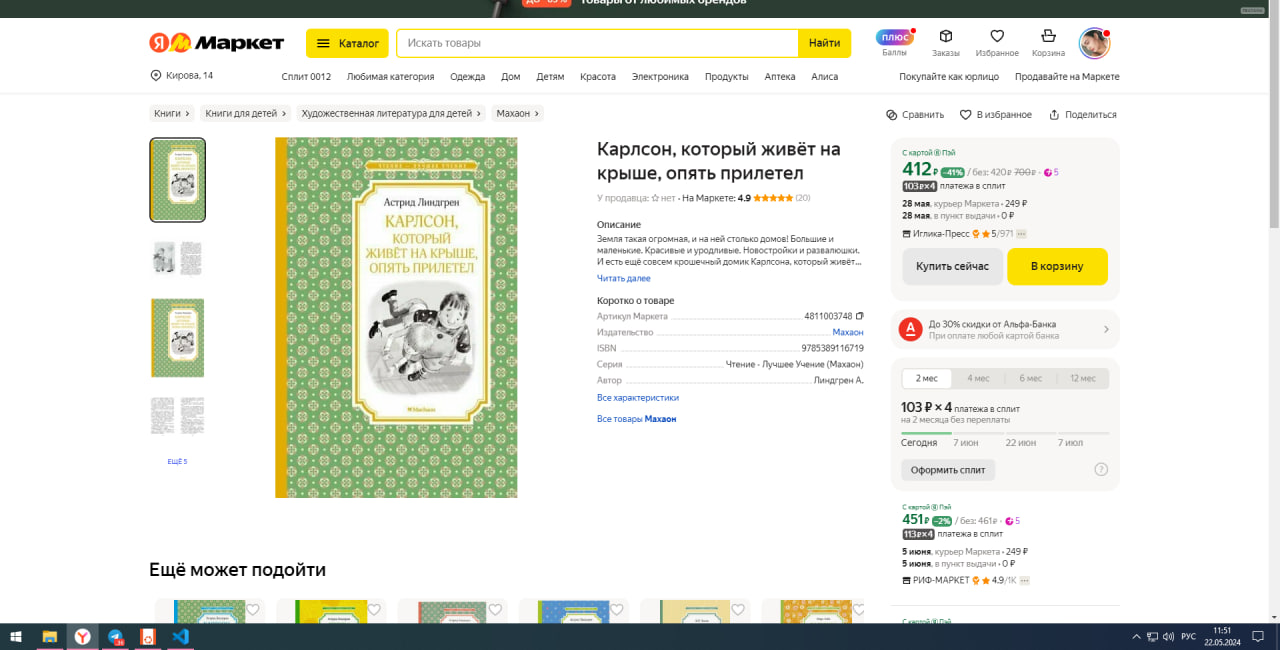 Товары от любимых брендов
Я М Маркет
Каталог
Искать товары
Найти
плюс
Баллы
Заказы
Избранное
Корзина
Кирова, 14
Сплит 0012
Любимая категория
Одежда
Дом
Детям
Красота
Электроника
Продукты
Аптека
Алиса
Покупайте как юрлицо
Продавайте на Маркете
Книги >
Книги для детей >
Художественная литература для детей >
Махаон >
Сравнить
В избранное
Поделиться
ЕЩЁ 5
ЧТЕНИЕ - ЛУЧШЕЕ УЧЕНИЕ
Астрид Линдгрен
КАРЛСОН,
КОТОРЫЙ
ЖИВЁТ НА КРЫШЕ,
ОПЯТЬ ПРИЛЕТЕЛ
Махаон
Карлсон, который живёт на
крыше, опять прилетел
У продавца: ☆ нет · На Маркете: 4.9 ★★★★★ (20)
Описание
Земля такая огромная, и на ней столько домов! Большие и
маленькие. Красивые и уродливые. Новостройки и развалюшки.
И есть ещё совсем крошечный домик Карлсона, который живёт...
Читать далее
Коротко о товаре
Артикул Маркета 4811003748
Издательство Махаон
ISBN 9785389116719
Серия Чтение - Лучшее Учение (Махаон)
Автор Линдгрен А.
Все характеристики
Все товары Махаон
С картой Я Пэй
412 ₽ -41% / без: 420 ₽ 700 ₽ · 5
103 ₽×4 платежа в сплит
28 мая, курьер Маркета · 249 ₽
28 мая, в пункт выдачи · 0 ₽
Иглика-Пресс ★ 5/971 ···
Купить сейчас
В корзину
А
До 30% скидки от Альфа-Банка
При оплате любой картой банка
2 мес
4 мес
6 мес
12 мес
103 ₽ × 4 платежа в сплит
на 2 месяца без переплаты
Сегодня
7 июн
22 июн
7 июл
Оформить сплит
?
С картой Я Пэй
451 ₽ -2% / без: 461 ₽ · 5
113 ₽×4 платежа в сплит
5 июня, курьер Маркета · 249 ₽
5 июня, в пункт выдачи · 0 ₽
РИФ-МАРКЕТ ★ 4.9/1K ···
Ещё может подойти
РУС
11:51
22.05.2024